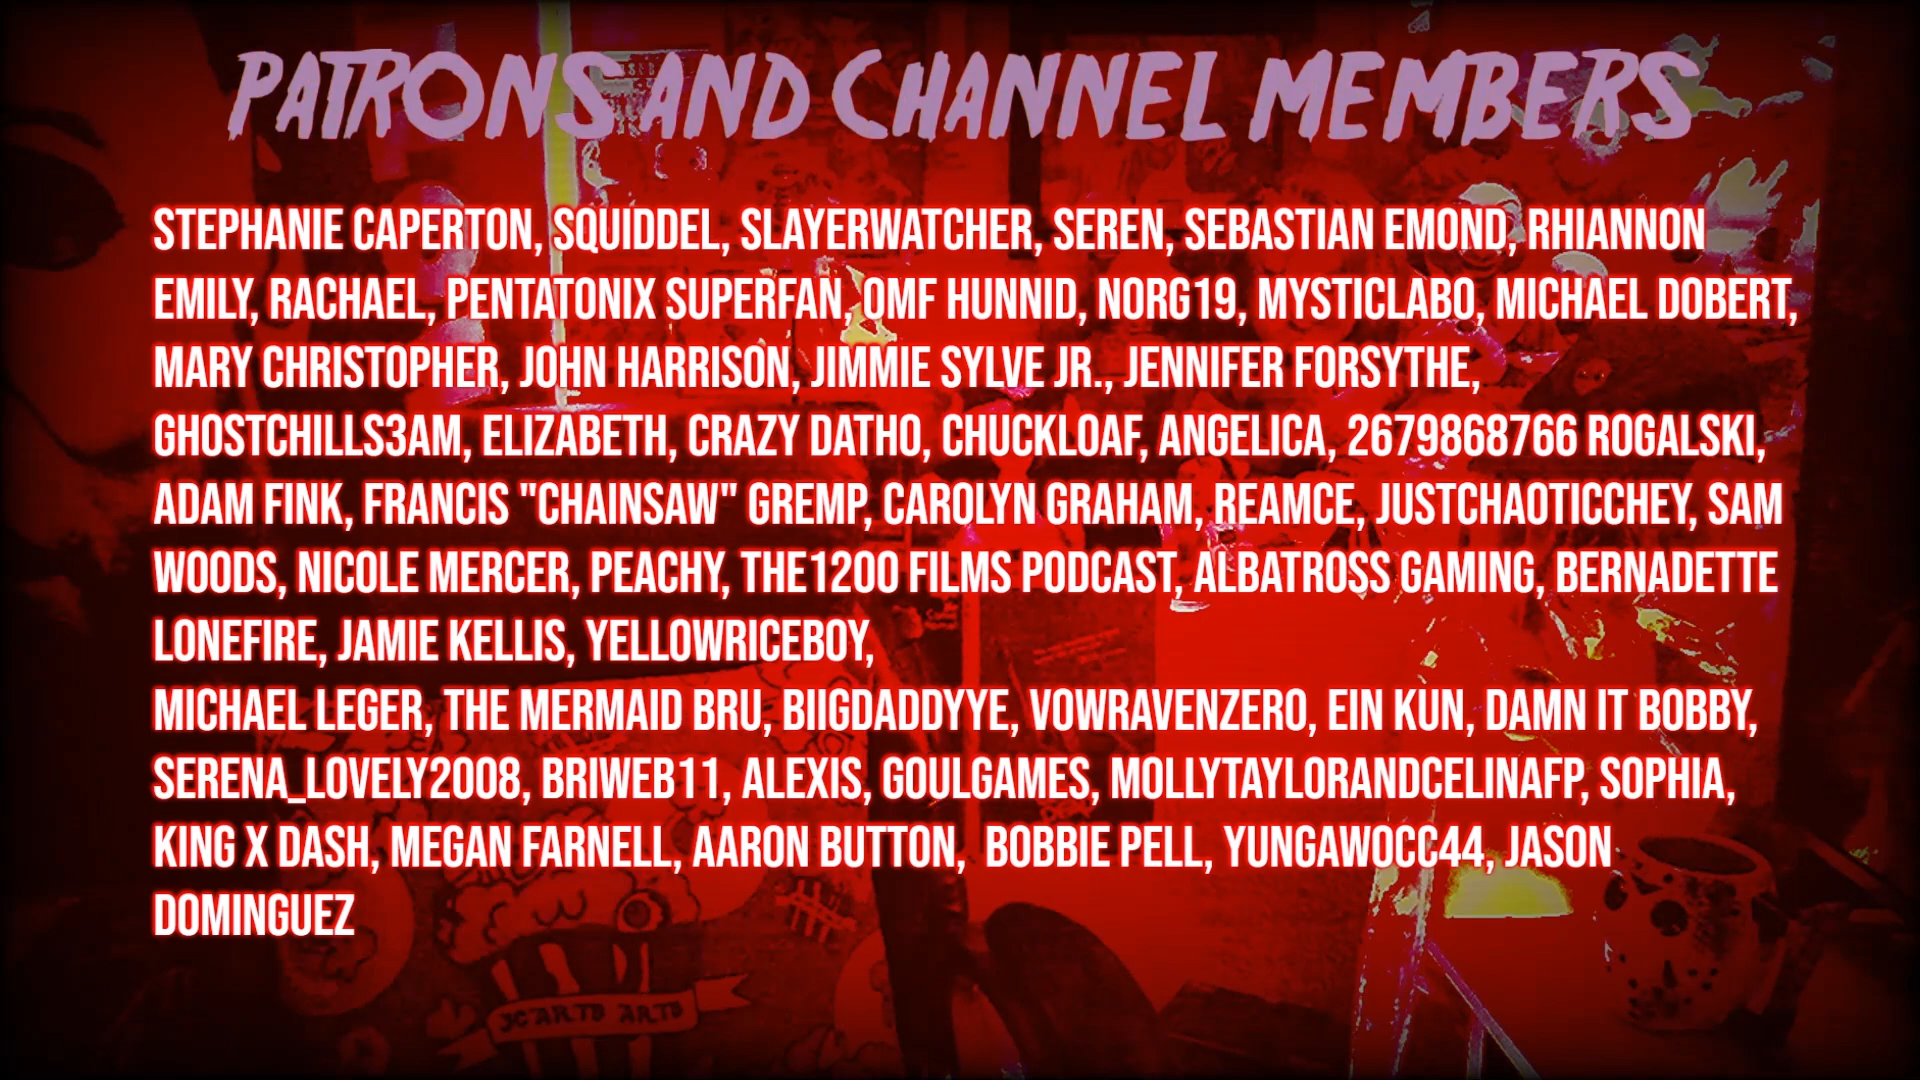 PATRONS AND CHANNEL MEMBERS
STEPHANIE CAPERTON, SQUIDDEL, SLAYERWATCHER, SEREN, SEBASTIAN EMOND, RHIANNON
EMILY, RACHAEL, PENTATONIX SUPERFAN, OMF HUNNID, NORG19, MYSTICLABO, MICHAEL DOBERT,
MARY CHRISTOPHER, JOHN HARRISON, JIMMIE SYLVE JR., JENNIFER FORSYTHE,
GHOSTCHILLS3AM, ELIZABETH, CRAZY DATHO, CHUCKLOAF, ANGELICA, 2679868766 ROGALSKI,
ADAM FINK, FRANCIS "CHAINSAW" GREMP, CAROLYN GRAHAM, REAMCE, JUSTCHAOTICCHEY, SAM
WOODS, NICOLE MERCER, PEACHY, THE1200 FILMS PODCAST, ALBATROSS GAMING, BERNADETTE
LONEFIRE, JAMIE KELLIS, YELLOWRICEBOY,
MICHAEL LEGER, THE MERMAID BRU, BIIGDADDYYE, VOWRAVENZERO, EIN KUN, DAMN IT BOBBY,
SERENA_LOVELY2008, BRIWEB11, ALEXIS, GOULGAMES, MOLLYTAYLORANDCELINAFP, SOPHIA,
KING X DASH, MEGAN FARNELL, AARON BUTTON,  BOBBIE PELL, YUNGAWOCC44, JASON
DOMINGUEZ
JCARTD ARTD